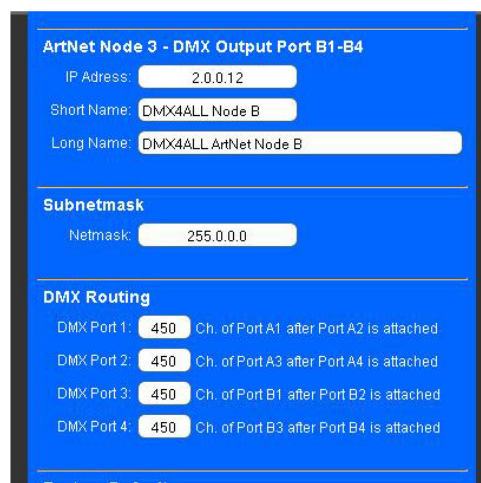 ArtNet Node 3 - DMX Output Port B1-B4
IP Adress: 2.0.0.12
Short Name: DMX4ALL Node B
Long Name: DMX4ALL ArtNet Node B
Subnetmask
Netmask: 255.0.0.0
DMX Routing
DMX Port 1: 450 Ch. of Port A1 after Port A2 is attached
DMX Port 2: 450 Ch. of Port A3 after Port A4 is attached
DMX Port 3: 450 Ch. of Port B1 after Port B2 is attached
DMX Port 4: 450 Ch. of Port B3 after Port B4 is attached